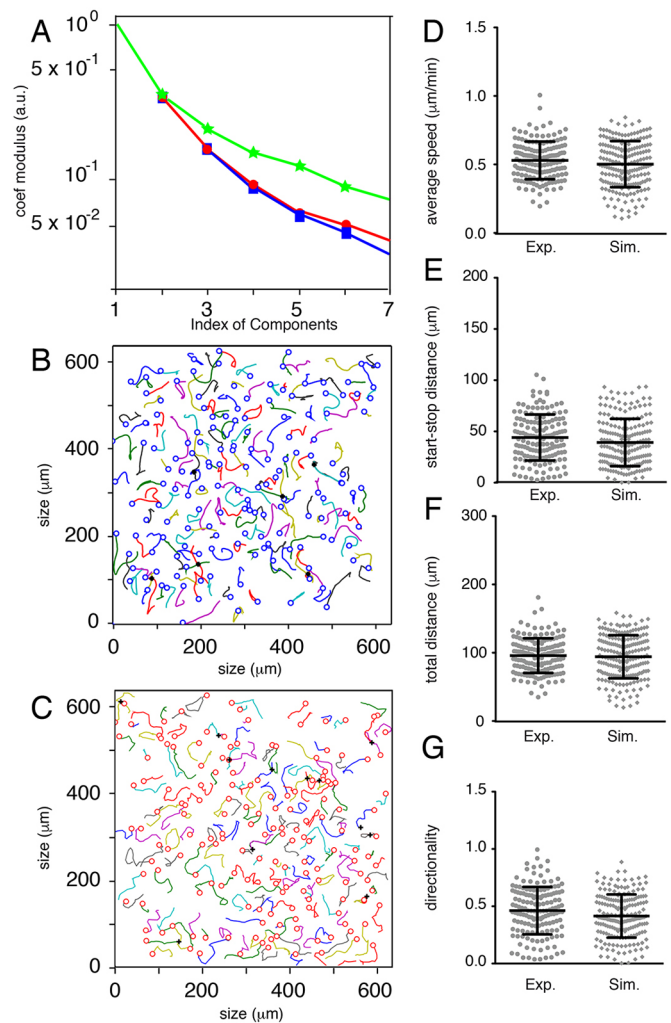 A
10^0
5 x 10^-1
10^-1
5 x 10^-2
coef modulus (a.u.)
1 3 5 7
Index of Components
B
600
400
200
0
size (μm)
0 200 400 600
size (μm)
C
600
400
200
0
size (μm)
0 200 400 600
size (μm)
D
1.5
1.0
0.5
0.0
average speed (μm/min)
Exp. Sim.
E
200
150
100
50
0
start-stop distance (μm)
Exp. Sim.
F
300
200
100
0
total distance (μm)
Exp. Sim.
G
1.5
1.0
0.5
0.0
directionality
Exp. Sim.